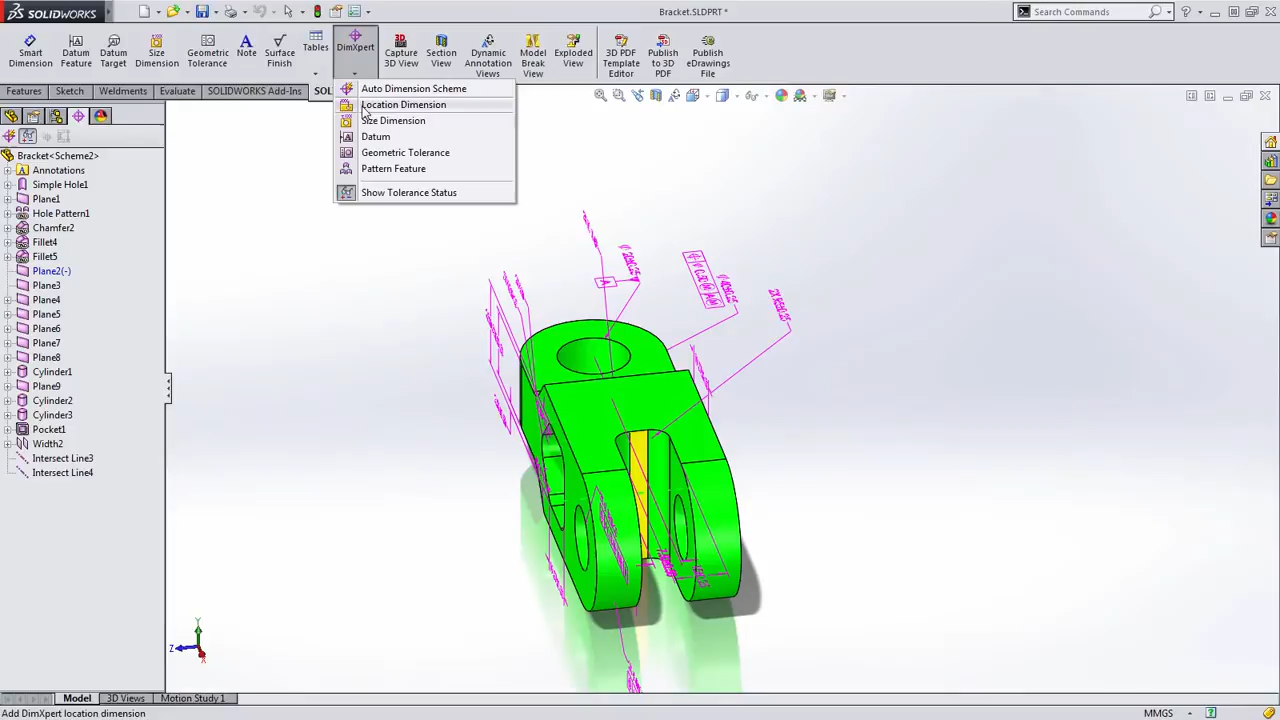 SOLIDWORKS
Bracket.SLDPRT *
Search Commands
Smart Dimension
Datum Feature
Datum Target
Size Dimension
Geometric Tolerance
Note
Surface Finish
Tables
DimXpert
Capture 3D View
Section View
Dynamic Annotation Views
Model Break View
Exploded View
3D PDF Template Editor
Publish to 3D PDF
Publish eDrawings File
Features
Sketch
Weldments
Evaluate
SOLIDWORKS Add-Ins
SOL
Auto Dimension Scheme
Location Dimension
Size Dimension
Datum
Geometric Tolerance
Pattern Feature
Show Tolerance Status
Bracket<Scheme2>
Annotations
Simple Hole1
Plane1
Hole Pattern1
Chamfer2
Fillet4
Fillet5
Plane2(-)
Plane3
Plane4
Plane5
Plane6
Plane7
Plane8
Cylinder1
Plane9
Cylinder2
Cylinder3
Pocket1
Width2
Intersect Line3
Intersect Line4
A
Y
Z
X
Model
3D Views
Motion Study 1
Add DimXpert location dimension
MMGS